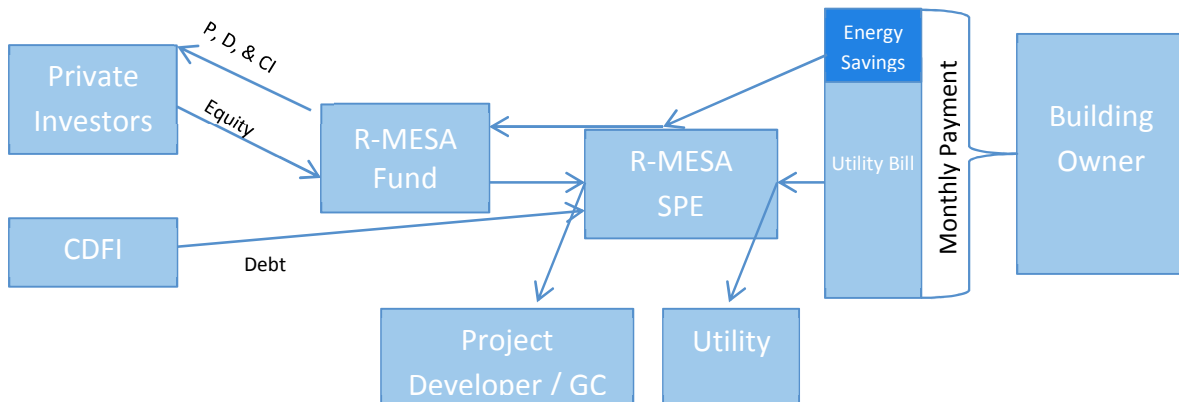 Private
Investors
P, D, & CI
Equity
R-MESA
Fund
CDFI
Debt
R-MESA
SPE
Project
Developer / GC
Utility
Energy
Savings
Utility Bill
Monthly Payment
Building
Owner